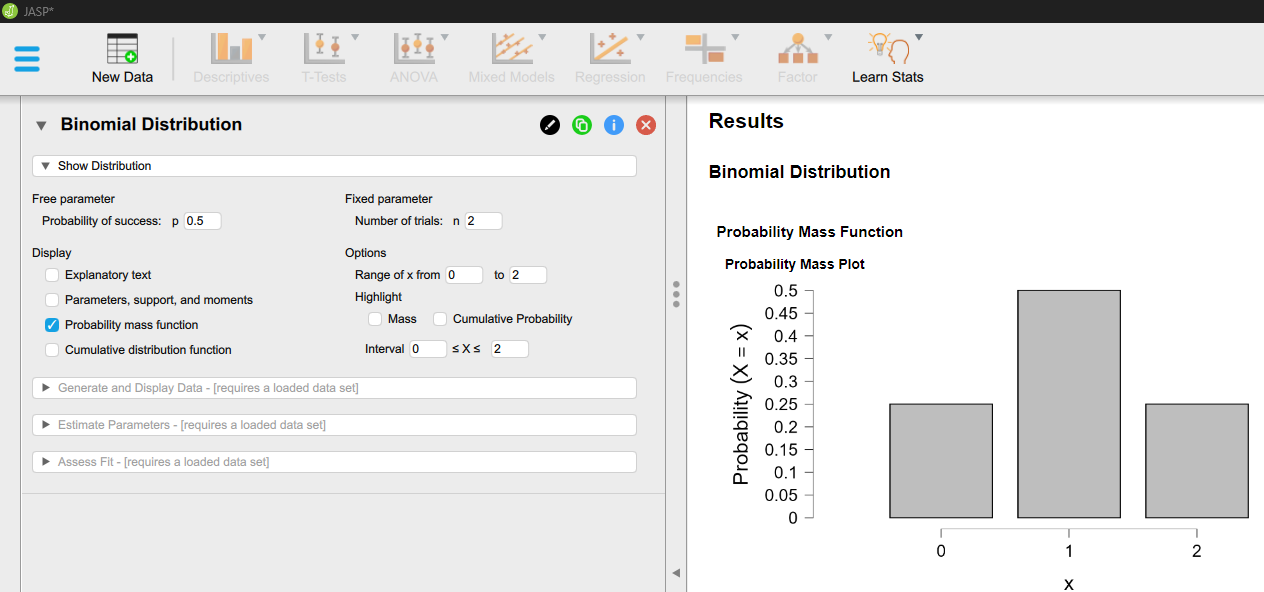 JASP*
New Data
Descriptives
T-Tests
ANOVA
Mixed Models
Regression
Frequencies
Factor
Learn Stats
Binomial Distribution
Show Distribution
Free parameter
Probability of success: p 0.5
Fixed parameter
Number of trials: n 2
Display
Explanatory text
Parameters, support, and moments
Probability mass function
Cumulative distribution function
Options
Range of x from 0 to 2
Highlight
Mass
Cumulative Probability
Interval 0 ≤ X ≤ 2
Generate and Display Data - [requires a loaded data set]
Estimate Parameters - [requires a loaded data set]
Assess Fit - [requires a loaded data set]
Results
Binomial Distribution
Probability Mass Function
Probability Mass Plot
Probability (X = x)
0.5
0.45
0.4
0.35
0.3
0.25
0.2
0.15
0.1
0.05
0
0 1 2
x